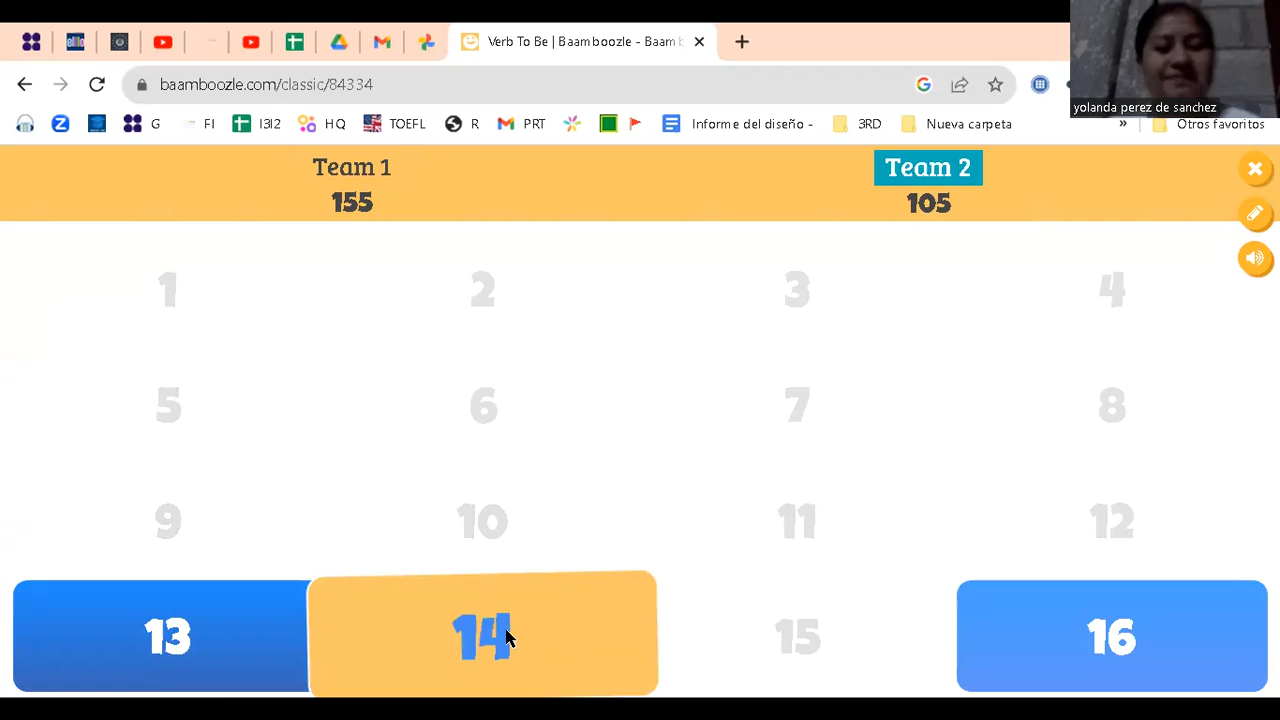 Verb To Be | Baamboozle - Baamb
yolanda perez de sanchez
baamboozle.com/classic/84334
G FI I3I2 HQ TOEFL R PRT Informe del diseño - 3RD Nueva carpeta » Otros favoritos
Team 1 Team 2
155 105
1 2 3 4
5 6 7 8
9 10 11 12
13 14 15 16